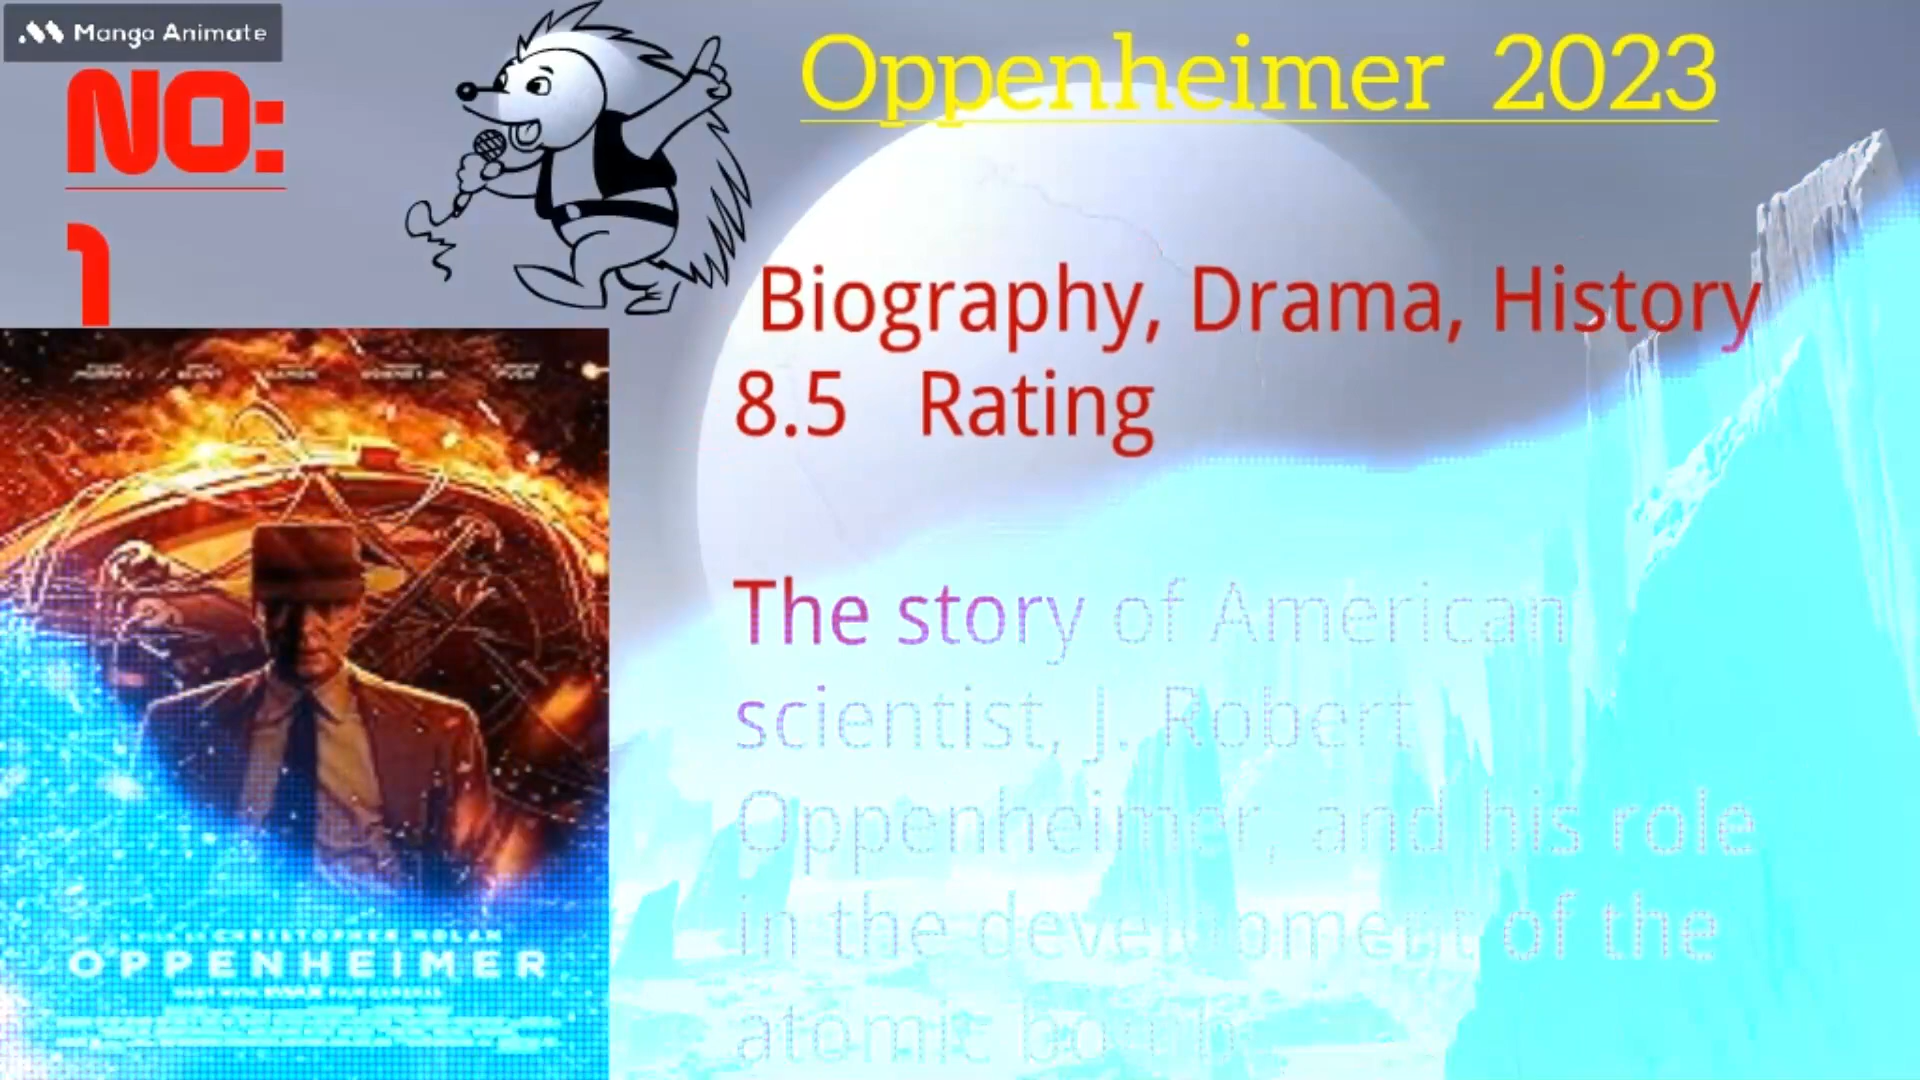 Manga Animate
NO:
1
Oppenheimer 2023
Biography, Drama, History
8.5 Rating
The story of American
scientist, J. Robert
Oppenheimer, and his role
in the development of the
atomic bomb
CHRISTOPHER NOLAN
OPPENHEIMER